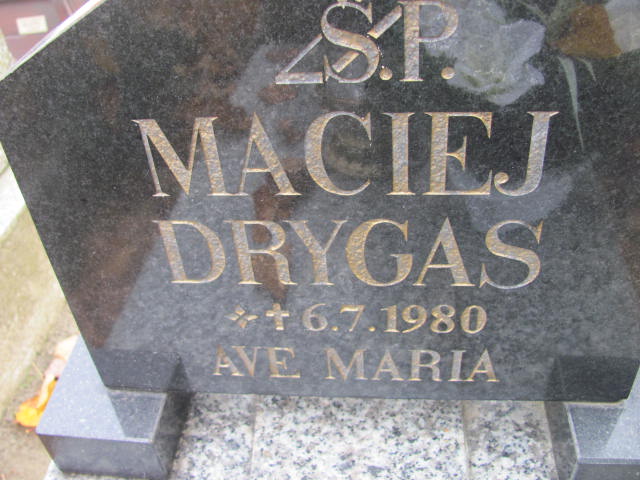 Ś.P.
MACIEJ
DRYGAS
✣ ✝ 6.7.1980
AVE MARIA